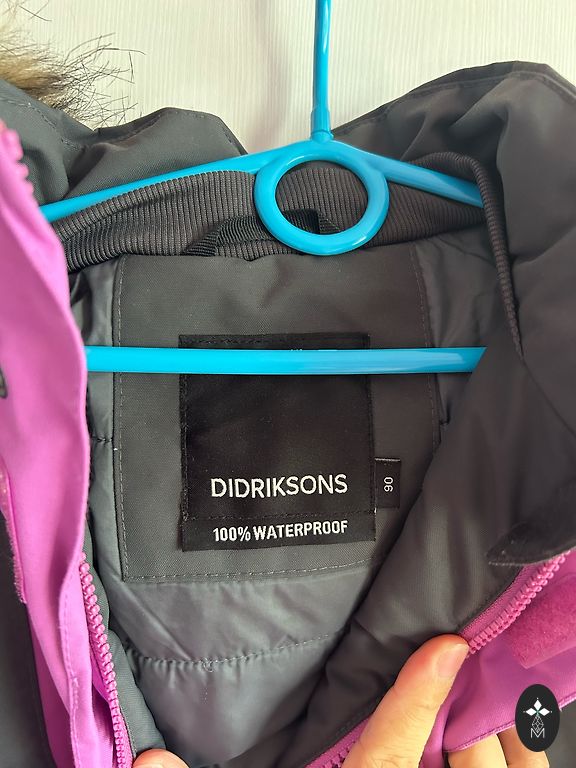 DIDRIKSONS
100% WATERPROOF
90
M